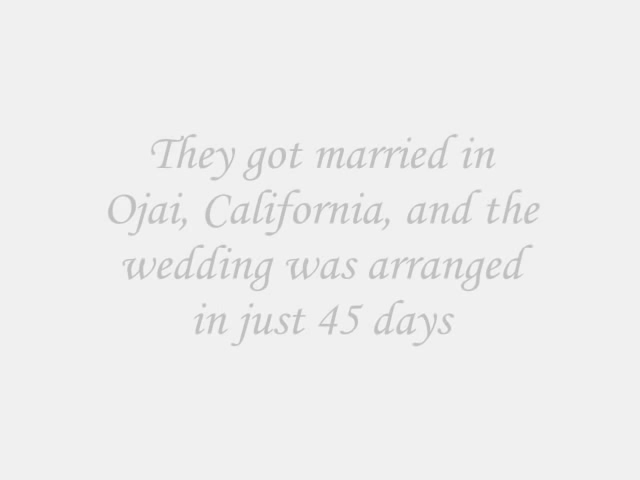 They got married in
Ojai, California, and the
wedding was arranged
in just 45 days